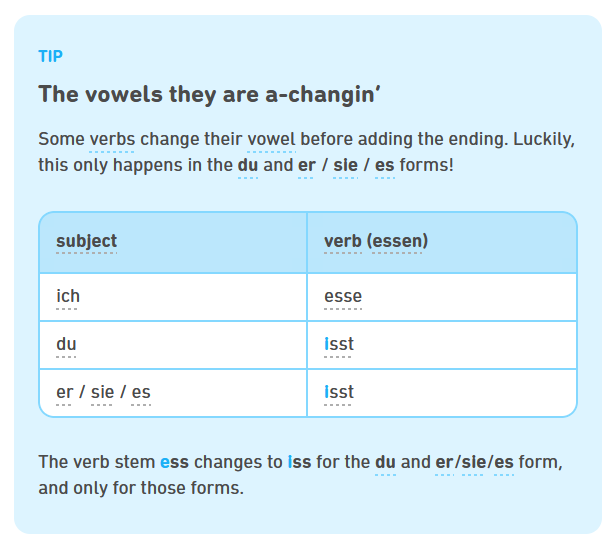 TIP
The vowels they are a-changin’
Some verbs change their vowel before adding the ending. Luckily,
this only happens in the du and er / sie / es forms!
subject verb (essen)
ich esse
du isst
er / sie / es isst
The verb stem ess changes to iss for the du and er/sie/es form,
and only for those forms.